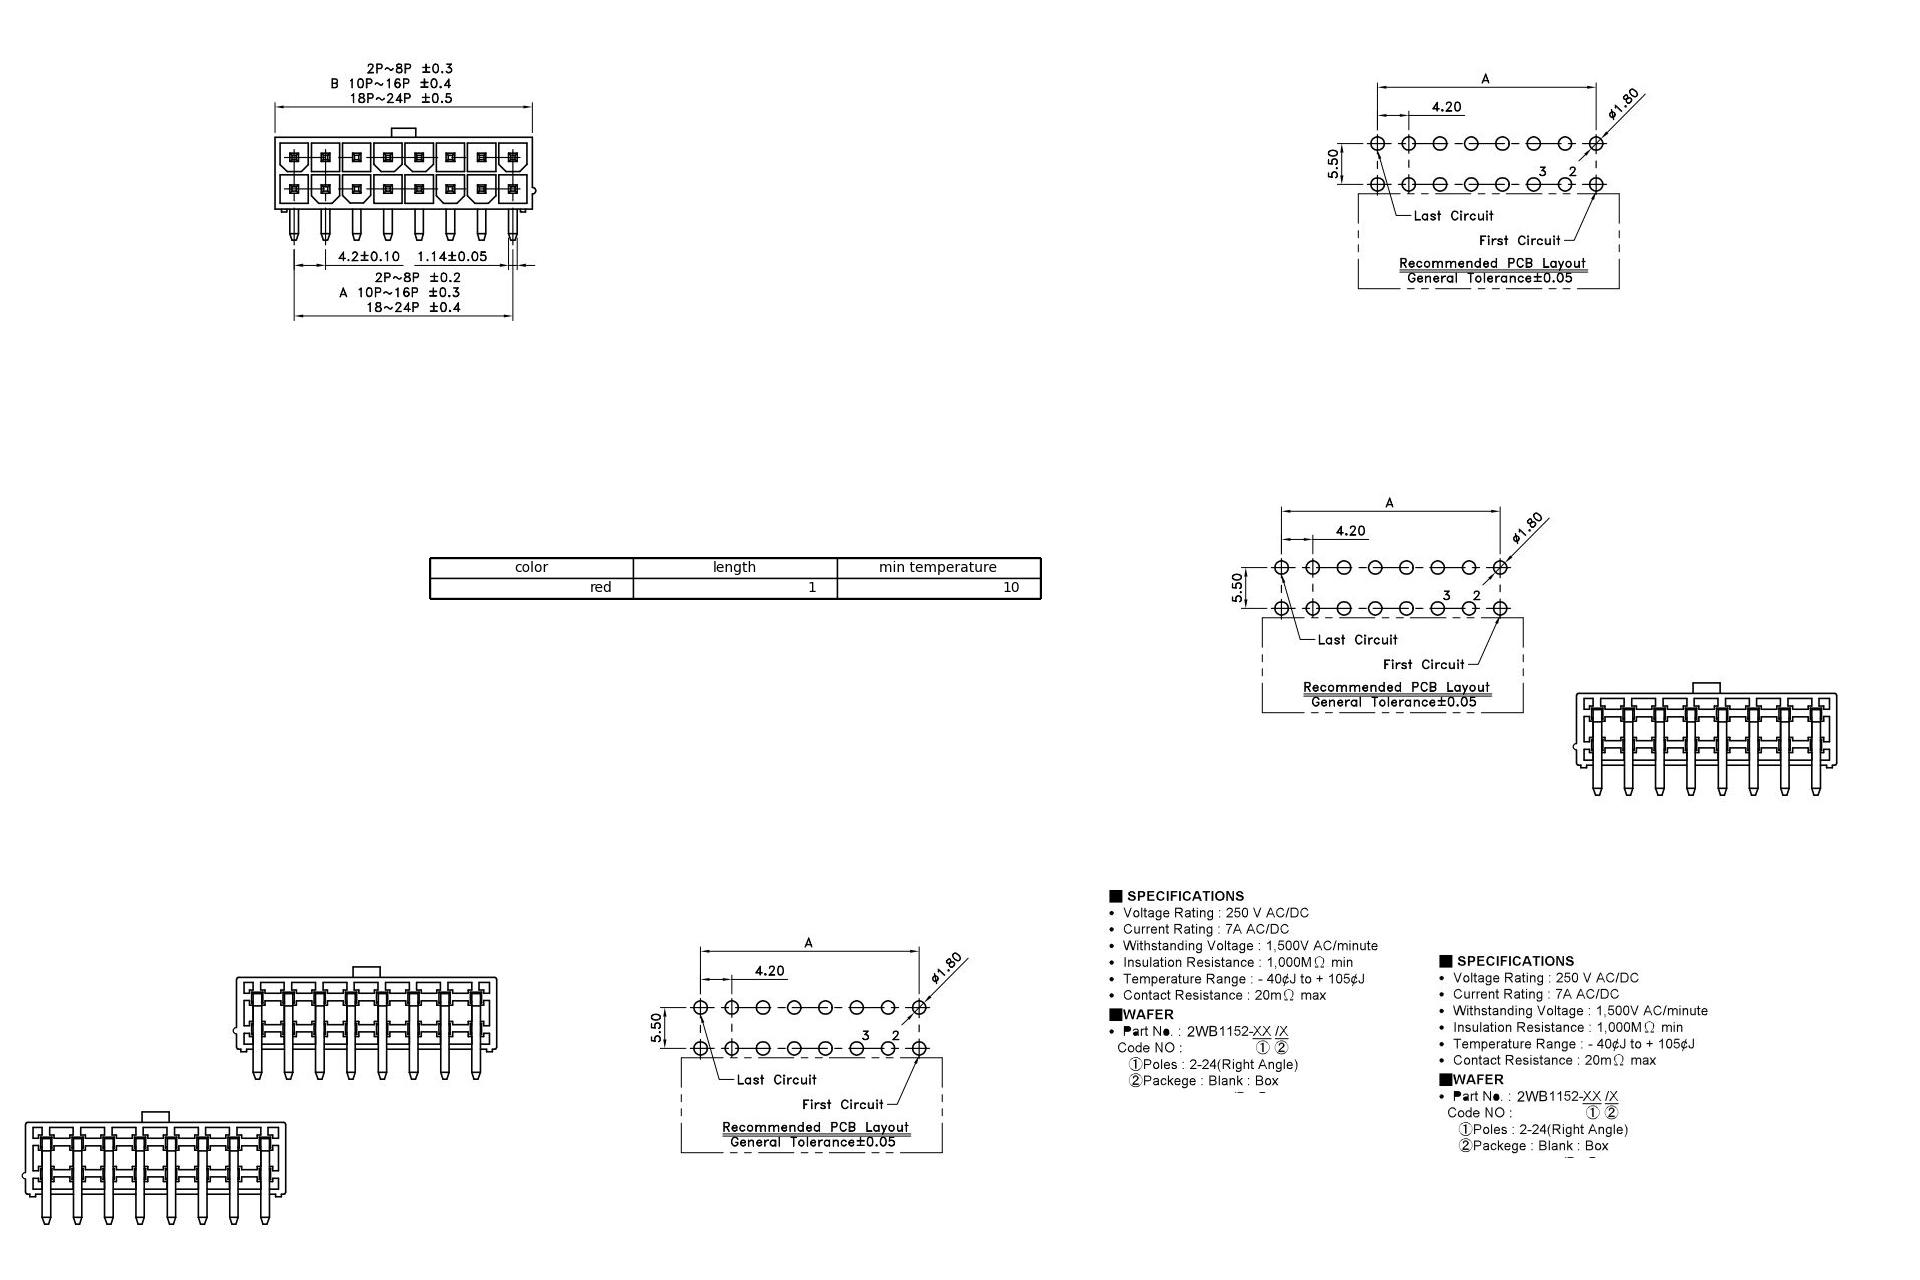 2P~8P ±0.3
B 10P~16P ±0.4
18P~24P ±0.5
4.2±0.10 1.14±0.05
2P~8P ±0.2
A 10P~16P ±0.3
18~24P ±0.4
A
4.20
ø1.80
5.50
3 2
Last Circuit
First Circuit
Recommended PCB Layout
General Tolerance±0.05
color length min temperature
red 1 10
A
4.20
ø1.80
5.50
3 2
Last Circuit
First Circuit
Recommended PCB Layout
General Tolerance±0.05
A
4.20
ø1.80
5.50
3 2
Last Circuit
First Circuit
Recommended PCB Layout
General Tolerance±0.05
■ SPECIFICATIONS
• Voltage Rating : 250 V AC/DC
• Current Rating : 7A AC/DC
• Withstanding Voltage : 1,500V AC/minute
• Insulation Resistance : 1,000MΩ min
• Temperature Range : - 40¢J to + 105¢J
• Contact Resistance : 20mΩ max
■WAFER
• Part No. : 2WB1152-XX /X
Code NO : ① ②
①Poles : 2-24(Right Angle)
②Packege : Blank : Box
■ SPECIFICATIONS
• Voltage Rating : 250 V AC/DC
• Current Rating : 7A AC/DC
• Withstanding Voltage : 1,500V AC/minute
• Insulation Resistance : 1,000MΩ min
• Temperature Range : - 40¢J to + 105¢J
• Contact Resistance : 20mΩ max
■WAFER
• Part No. : 2WB1152-XX /X
Code NO : ① ②
①Poles : 2-24(Right Angle)
②Packege : Blank : Box